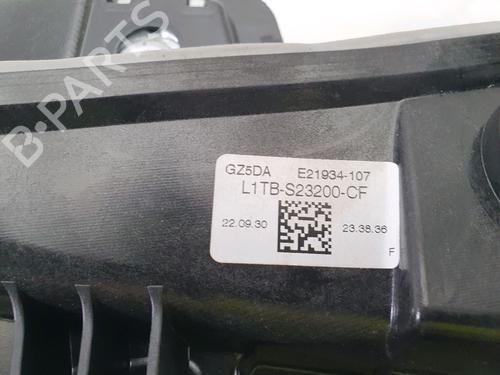 B-PARTS
GZ5DA E21934-107
L1TB-S23200-CF
22.09.30 23.38.36
F